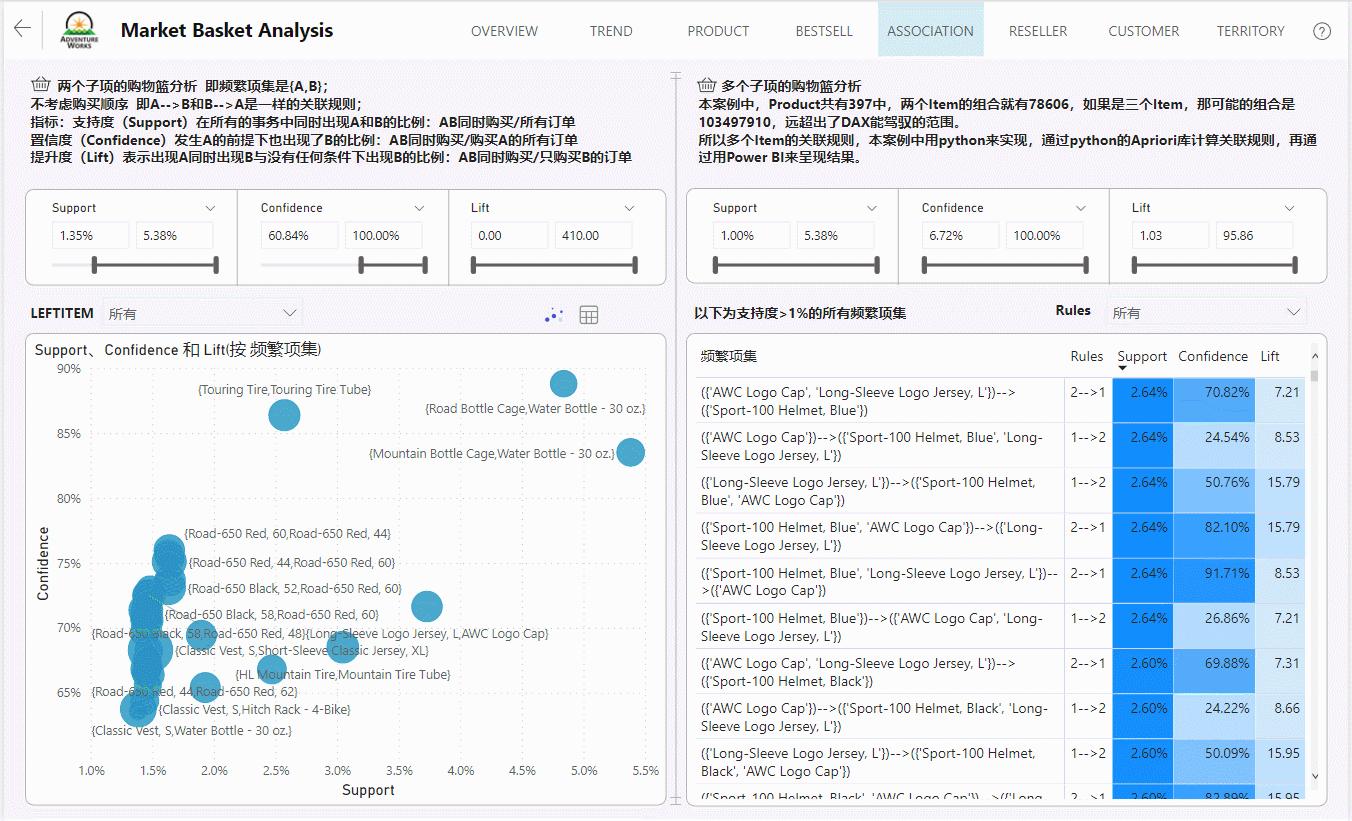 ADVENTURE WORKS
Market Basket Analysis
OVERVIEW
TREND
PRODUCT
BESTSELL
ASSOCIATION
RESELLER
CUSTOMER
TERRITORY
?
两个子项的购物篮分析 即频繁项集是{A,B};
不考虑购买顺序 即A-->B和B-->A是一样的关联规则;
指标：支持度（Support）在所有的事务中同时出现A和B的比例：AB同时购买/所有订单
置信度（Confidence）发生A的前提下也出现了B的比例：AB同时购买/购买A的所有订单
提升度（Lift）表示出现A同时出现B与没有任何条件下出现B的比例：AB同时购买/只购买B的订单
多个子项的购物篮分析
本案例中，Product共有397中，两个Item的组合就有78606，如果是三个Item，那可能的组合是
103497910，远超出了DAX能驾驭的范围。
所以多个Item的关联规则，本案例中用python来实现，通过python的Apriori库计算关联规则，再通
过用Power BI来呈现结果。
Support
1.35%
5.38%
Confidence
60.84%
100.00%
Lift
0.00
410.00
Support
1.00%
5.38%
Confidence
6.72%
100.00%
Lift
1.03
95.86
LEFTITEM
所有
以下为支持度>1%的所有频繁项集
Rules
所有
Support、Confidence 和 Lift(按 频繁项集)
90%
85%
80%
75%
70%
65%
Confidence
{Touring Tire,Touring Tire Tube}
{Road Bottle Cage,Water Bottle - 30 oz.}
{Mountain Bottle Cage,Water Bottle - 30 oz.}
{Road-650 Red, 60,Road-650 Red, 44}
{Road-650 Red, 44,Road-650 Red, 60}
{Road-650 Black, 52,Road-650 Red, 60}
{Road-650 Black, 58,Road-650 Red, 60}
{Road-650 Black, 58,Road-650 Red, 48}{Long-Sleeve Logo Jersey, L,AWC Logo Cap}
{Classic Vest, S,Short-Sleeve Classic Jersey, XL}
{HL Mountain Tire,Mountain Tire Tube}
{Road-650 Red, 44,Road-650 Red, 62}
{Classic Vest, S,Hitch Rack - 4-Bike}
{Classic Vest, S,Water Bottle - 30 oz.}
1.0% 1.5% 2.0% 2.5% 3.0% 3.5% 4.0% 4.5% 5.0% 5.5%
Support
频繁项集 Rules Support Confidence Lift
({'AWC Logo Cap', 'Long-Sleeve Logo Jersey, L'})--> 2-->1 2.64% 70.82% 7.21
({'Sport-100 Helmet, Blue'})
({'AWC Logo Cap'})-->({'Sport-100 Helmet, Blue', 'Long- 1-->2 2.64% 24.54% 8.53
Sleeve Logo Jersey, L'})
({'Long-Sleeve Logo Jersey, L'})-->({'Sport-100 Helmet, 1-->2 2.64% 50.76% 15.79
Blue', 'AWC Logo Cap'})
({'Sport-100 Helmet, Blue', 'AWC Logo Cap'})-->({'Long- 2-->1 2.64% 82.10% 15.79
Sleeve Logo Jersey, L'})
({'Sport-100 Helmet, Blue', 'Long-Sleeve Logo Jersey, L'})-- 2-->1 2.64% 91.71% 8.53
>({'AWC Logo Cap'})
({'Sport-100 Helmet, Blue'})-->({'AWC Logo Cap', 'Long- 1-->2 2.64% 26.86% 7.21
Sleeve Logo Jersey, L'})
({'AWC Logo Cap', 'Long-Sleeve Logo Jersey, L'})--> 2-->1 2.60% 69.88% 7.31
({'Sport-100 Helmet, Black'})
({'AWC Logo Cap'})-->({'Sport-100 Helmet, Black', 'Long- 1-->2 2.60% 24.22% 8.66
Sleeve Logo Jersey, L'})
({'Long-Sleeve Logo Jersey, L'})-->({'Sport-100 Helmet, 1-->2 2.60% 50.09% 15.95
Black', 'AWC Logo Cap'})
({'Sport-100 Helmet, Black', 'AWC Logo Cap'})-->({'Long- 2-->1 2.60% 82.89% 15.95